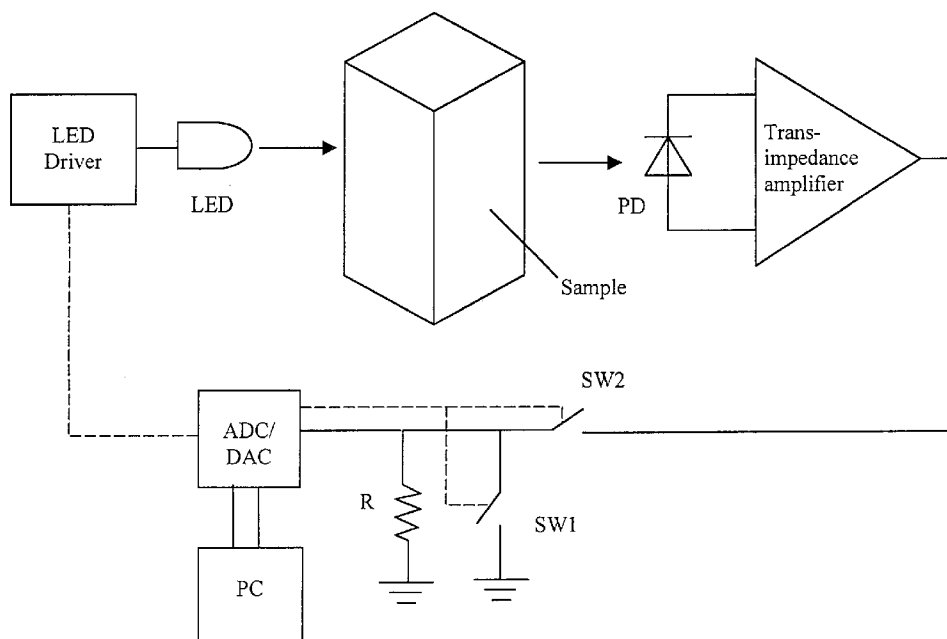 LED
Driver
LED
Sample
PD
Trans-
impedance
amplifier
SW2
ADC/
DAC
R
SW1
PC